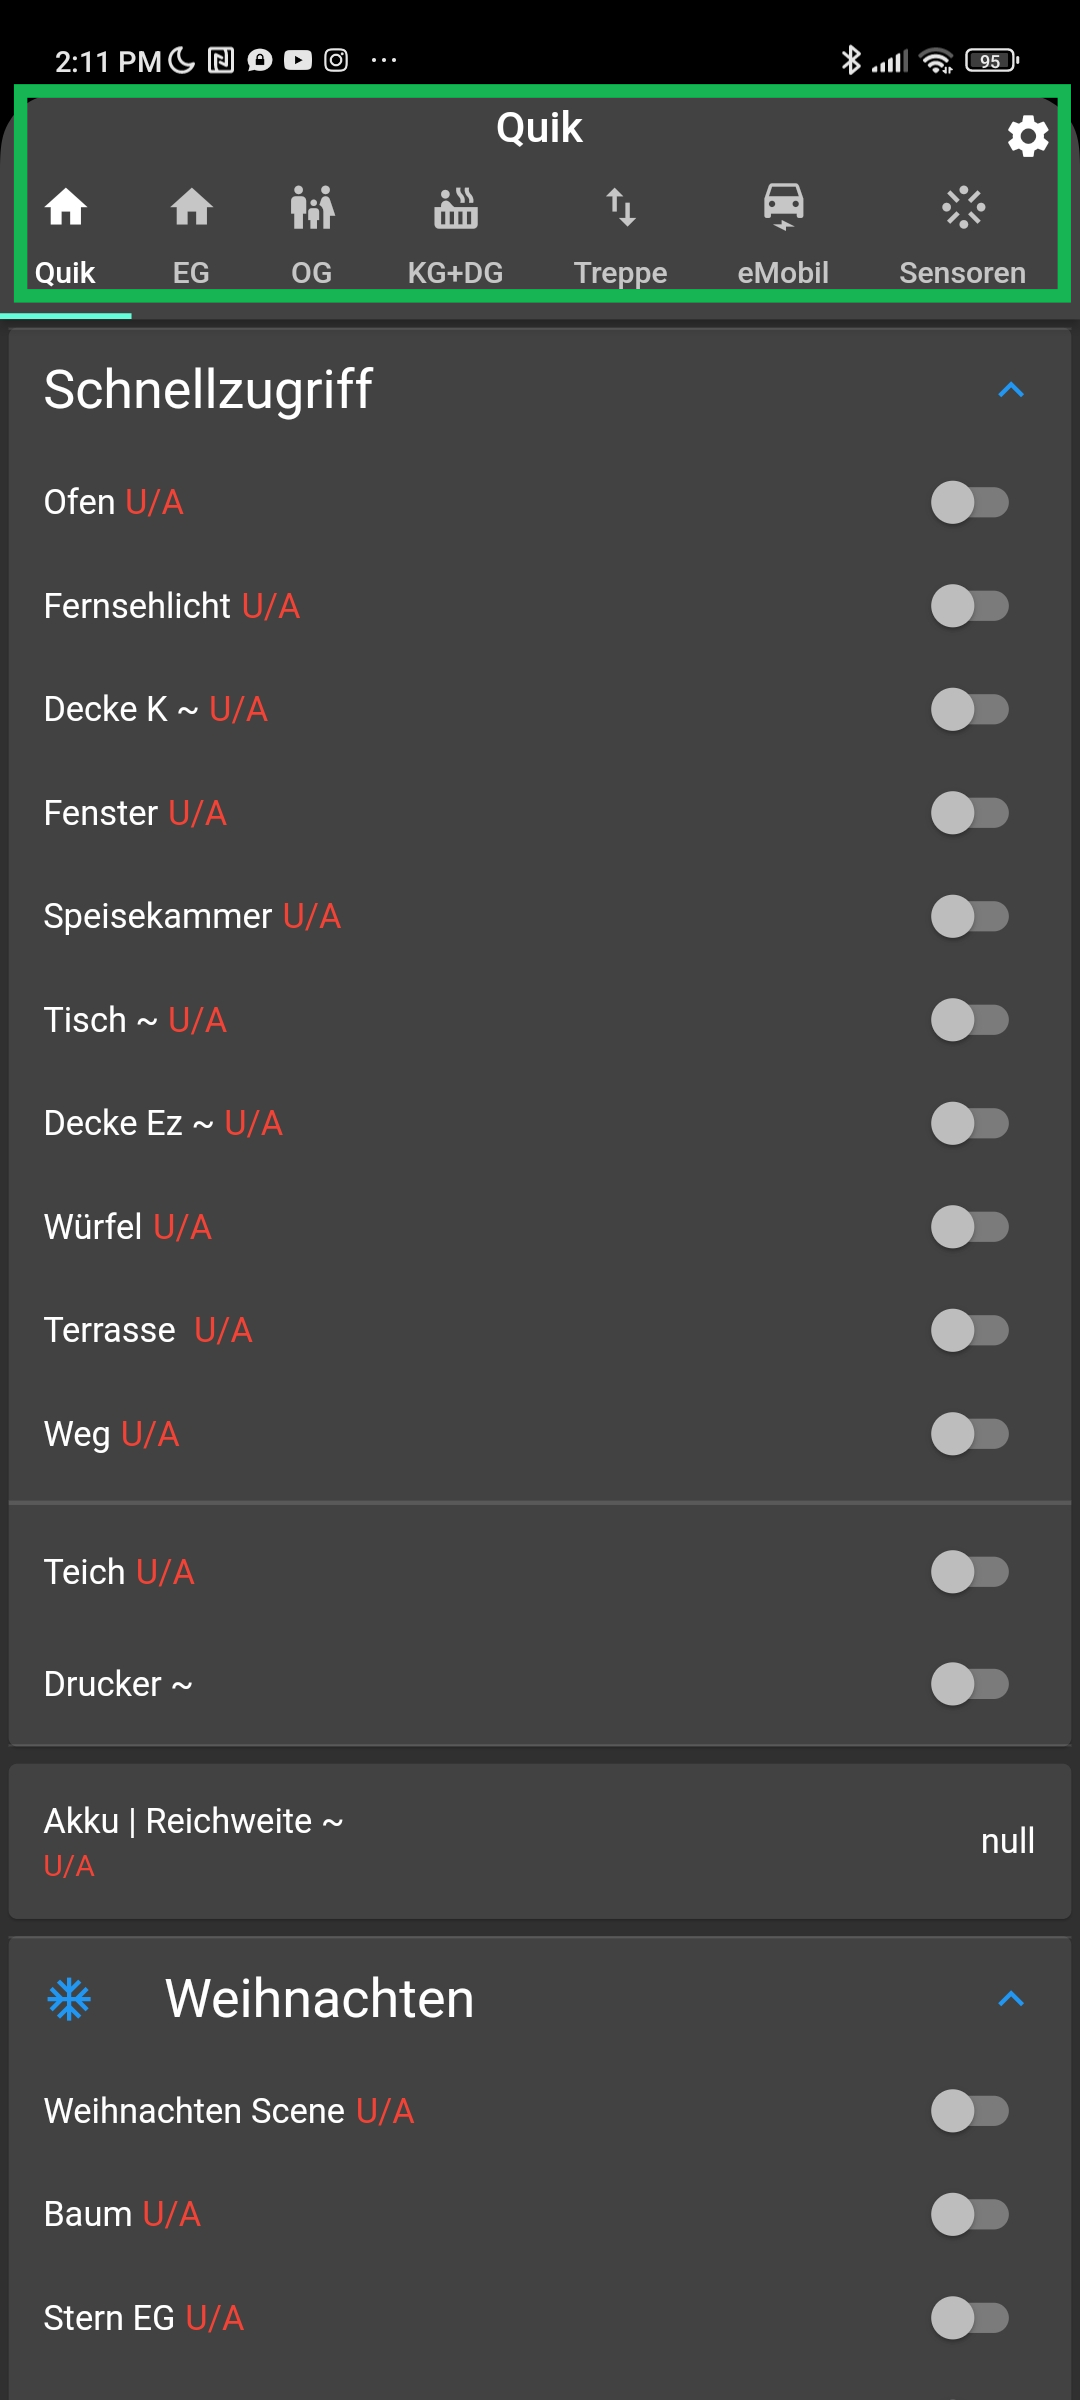 2:11 PM 95
Quik
Quik EG OG KG+DG Treppe eMobil Sensoren
Schnellzugriff
Ofen U/A
Fernsehlicht U/A
Decke K ~ U/A
Fenster U/A
Speisekammer U/A
Tisch ~ U/A
Decke Ez ~ U/A
Würfel U/A
Terrasse U/A
Weg U/A
Teich U/A
Drucker ~
Akku | Reichweite ~
U/A
null
Weihnachten
Weihnachten Scene U/A
Baum U/A
Stern EG U/A